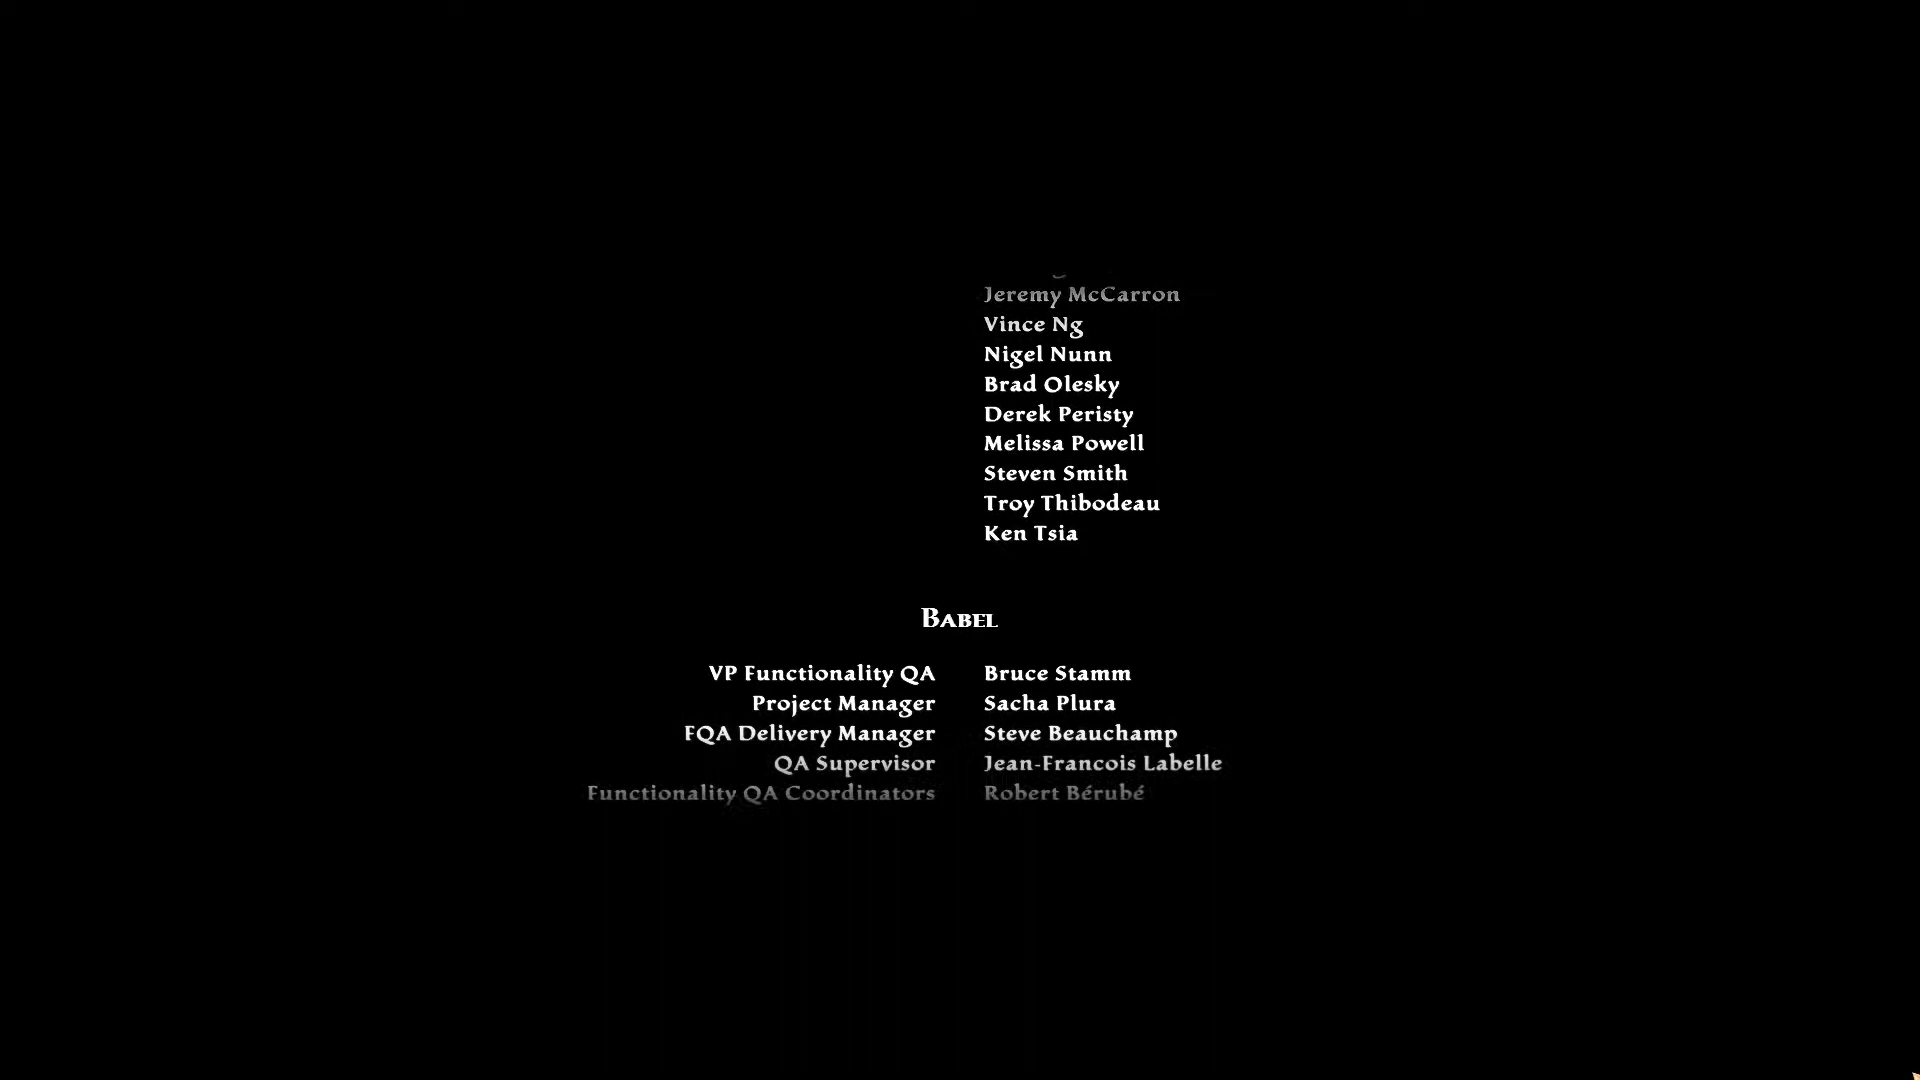 Jeremy McCarron
Vince Ng
Nigel Nunn
Brad Olesky
Derek Peristy
Melissa Powell
Steven Smith
Troy Thibodeau
Ken Tsia
Babel
VP Functionality QA Bruce Stamm
Project Manager Sacha Plura
FQA Delivery Manager Steve Beauchamp
QA Supervisor Jean-Francois Labelle
Functionality QA Coordinators Robert Bérubé